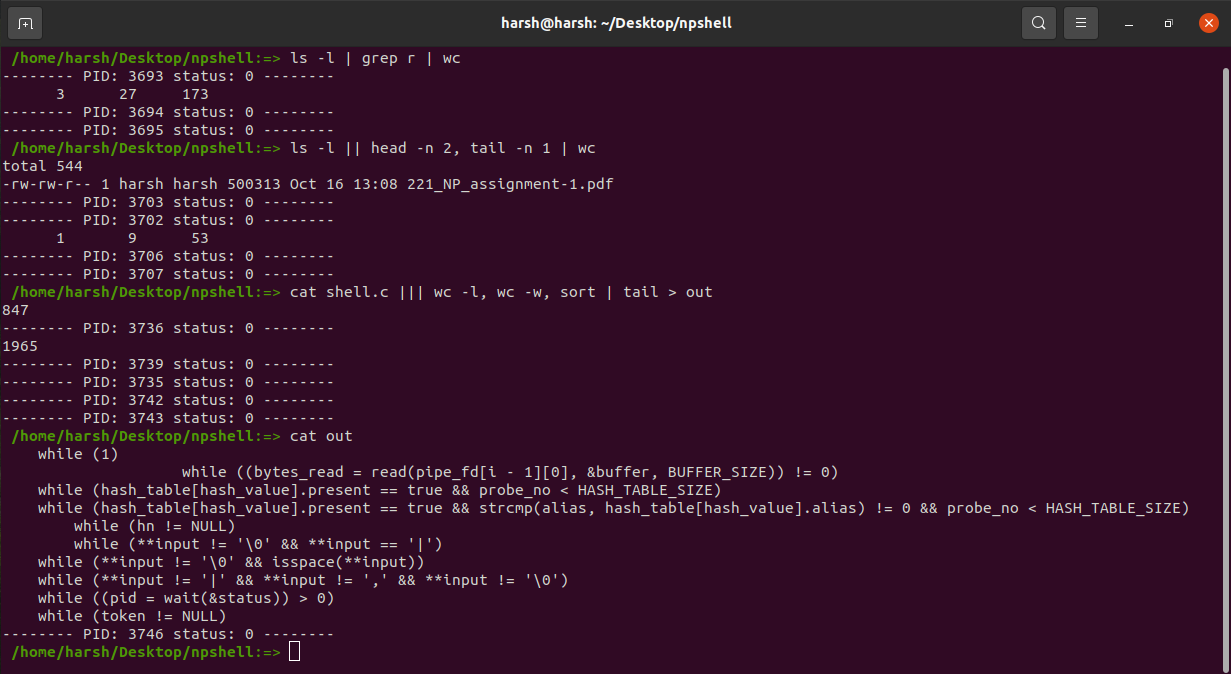 harsh@harsh: ~/Desktop/npshell
/home/harsh/Desktop/npshell:=> ls -l | grep r | wc
-------- PID: 3693 status: 0 --------
      3      27     173
-------- PID: 3694 status: 0 --------
-------- PID: 3695 status: 0 --------
/home/harsh/Desktop/npshell:=> ls -l || head -n 2, tail -n 1 | wc
total 544
-rw-rw-r-- 1 harsh harsh 500313 Oct 16 13:08 221_NP_assignment-1.pdf
-------- PID: 3703 status: 0 --------
-------- PID: 3702 status: 0 --------
      1       9      53
-------- PID: 3706 status: 0 --------
-------- PID: 3707 status: 0 --------
/home/harsh/Desktop/npshell:=> cat shell.c ||| wc -l, wc -w, sort | tail > out
847
-------- PID: 3736 status: 0 --------
1965
-------- PID: 3739 status: 0 --------
-------- PID: 3735 status: 0 --------
-------- PID: 3742 status: 0 --------
-------- PID: 3743 status: 0 --------
/home/harsh/Desktop/npshell:=> cat out
    while (1)
                    while ((bytes_read = read(pipe_fd[i - 1][0], &buffer, BUFFER_SIZE)) != 0)
    while (hash_table[hash_value].present == true && probe_no < HASH_TABLE_SIZE)
    while (hash_table[hash_value].present == true && strcmp(alias, hash_table[hash_value].alias) != 0 && probe_no < HASH_TABLE_SIZE)
        while (hn != NULL)
        while (**input != '\0' && **input == '|')
    while (**input != '\0' && isspace(**input))
    while (**input != '|' && **input != ',' && **input != '\0')
    while ((pid = wait(&status)) > 0)
    while (token != NULL)
-------- PID: 3746 status: 0 --------
/home/harsh/Desktop/npshell:=>